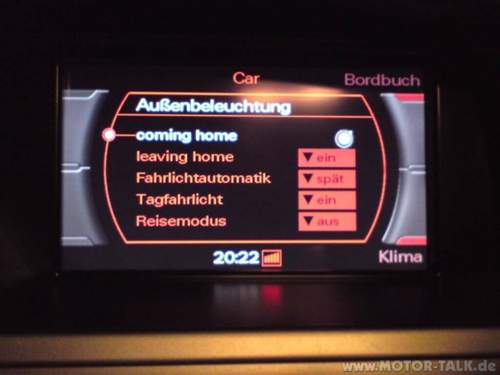 Car
Bordbuch
Außenbeleuchtung
coming home
leaving home ein
Fahrlichtautomatik spät
Tagfahrlicht ein
Reisemodus aus
20:22
Klima
www.MOTOR-TALK.de